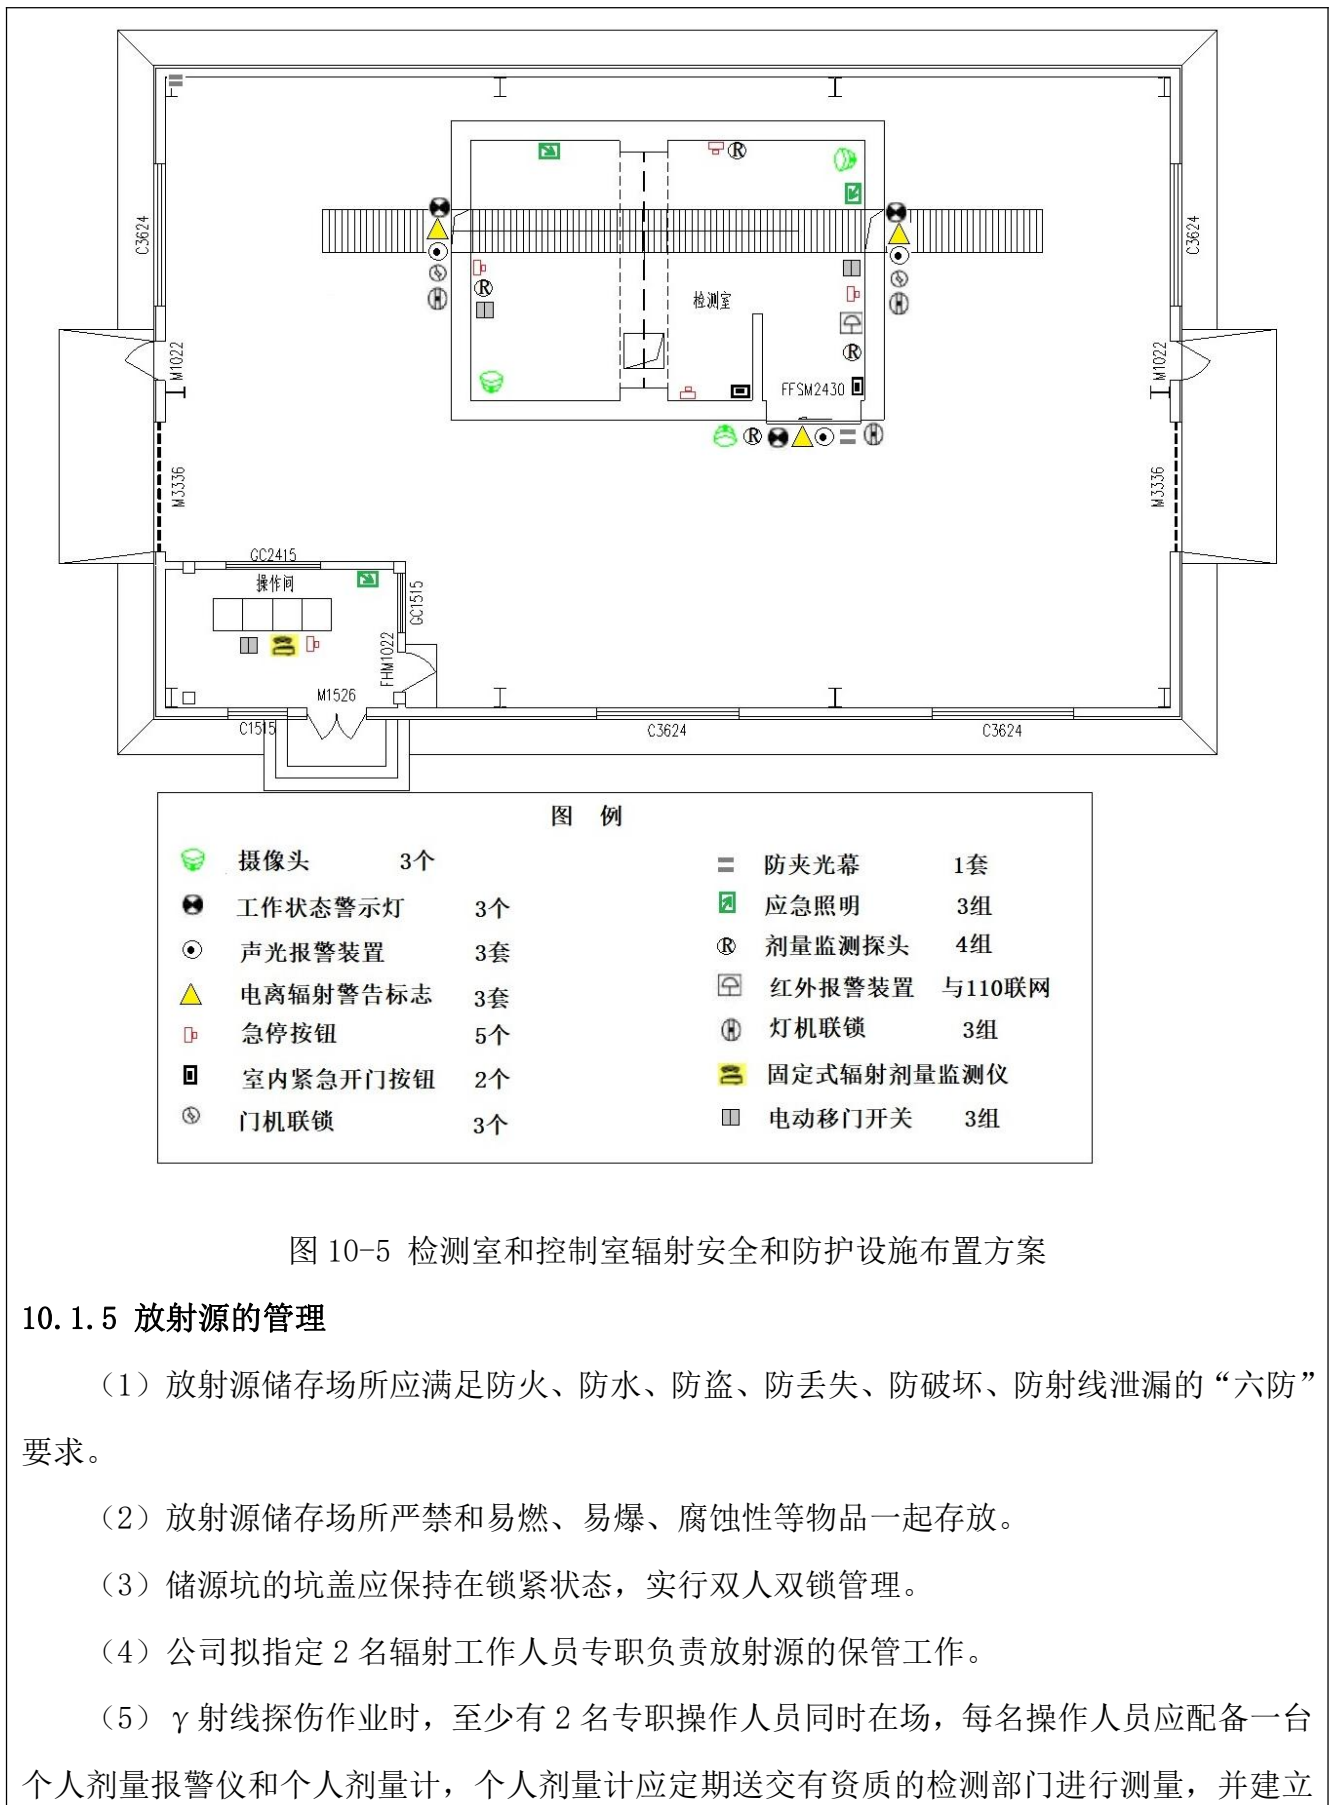 C3624
C3624
检测室
M1022
M1022
FFSM2430
M3336
M3336
GC2415
操作间
GC1515
FHM1022
M1526
C1515
C3624
C3624
图 例
摄像头 3个
防夹光幕 1套
工作状态警示灯 3个
应急照明 3组
声光报警装置 3套
剂量监测探头 4组
电离辐射警告标志 3套
红外报警装置 与110联网
急停按钮 5个
灯机联锁 3组
室内紧急开门按钮 2个
固定式辐射剂量监测仪
门机联锁 3个
电动移门开关 3组
图 10-5 检测室和控制室辐射安全和防护设施布置方案
10.1.5 放射源的管理
（1）放射源储存场所应满足防火、防水、防盗、防丢失、防破坏、防射线泄漏的“六防”
要求。
（2）放射源储存场所严禁和易燃、易爆、腐蚀性等物品一起存放。
（3）储源坑的坑盖应保持在锁紧状态，实行双人双锁管理。
（4）公司拟指定 2 名辐射工作人员专职负责放射源的保管工作。
（5）γ 射线探伤作业时，至少有 2 名专职操作人员同时在场，每名操作人员应配备一台
个人剂量报警仪和个人剂量计，个人剂量计应定期送交有资质的检测部门进行测量，并建立